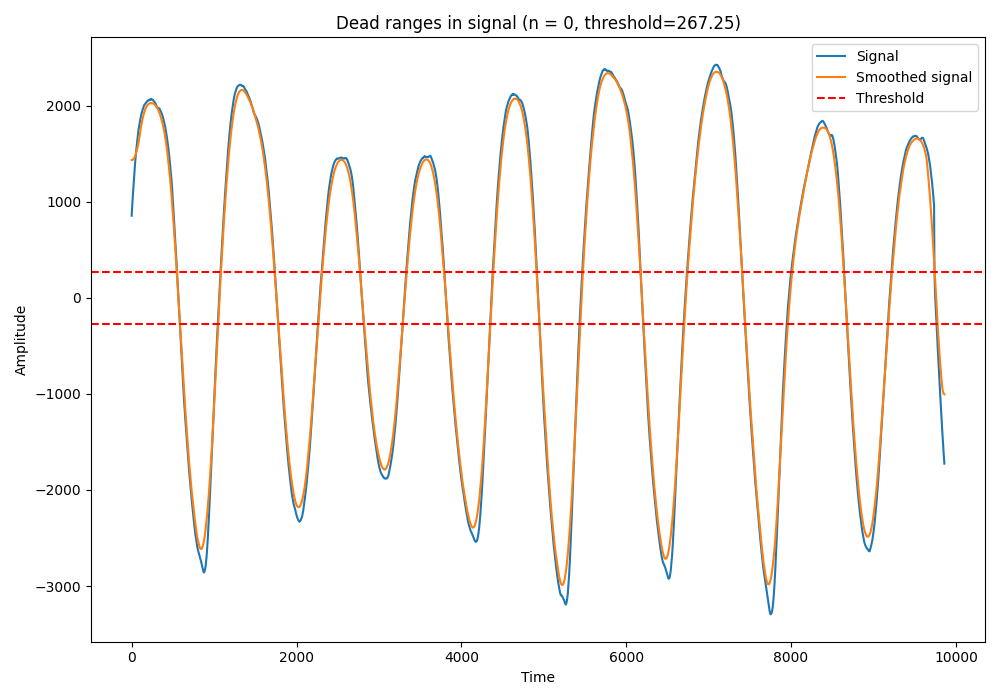 Dead ranges in signal (n = 0, threshold=267.25)
Signal
Smoothed signal
Threshold
Amplitude
2000
1000
0
−1000
−2000
−3000
0 2000 4000 6000 8000 10000
Time